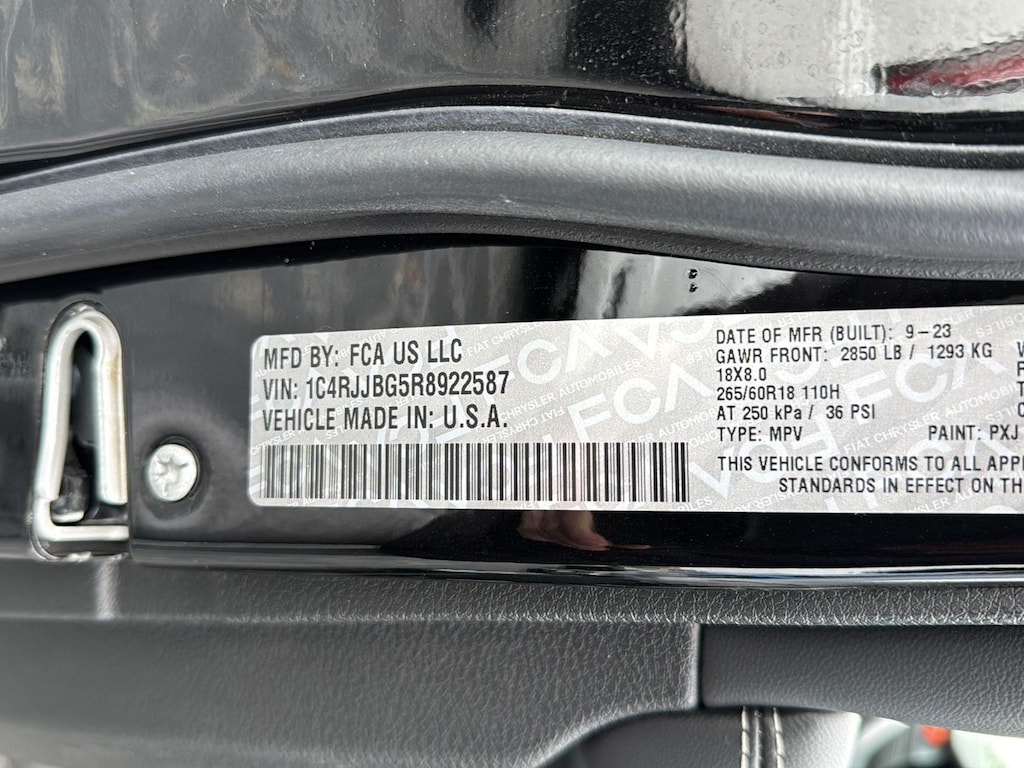 MFD BY: FCA US LLC
VIN: 1C4RJJBG5R8922587
VEHICLE MADE IN: U.S.A.
DATE OF MFR (BUILT): 9-23
GAWR FRONT: 2850 LB / 1293 KG
18X8.0
265/60R18 110H
AT 250 kPa / 36 PSI
TYPE: MPV PAINT: PXJ
THIS VEHICLE CONFORMS TO ALL APP
STANDARDS IN EFFECT ON TH